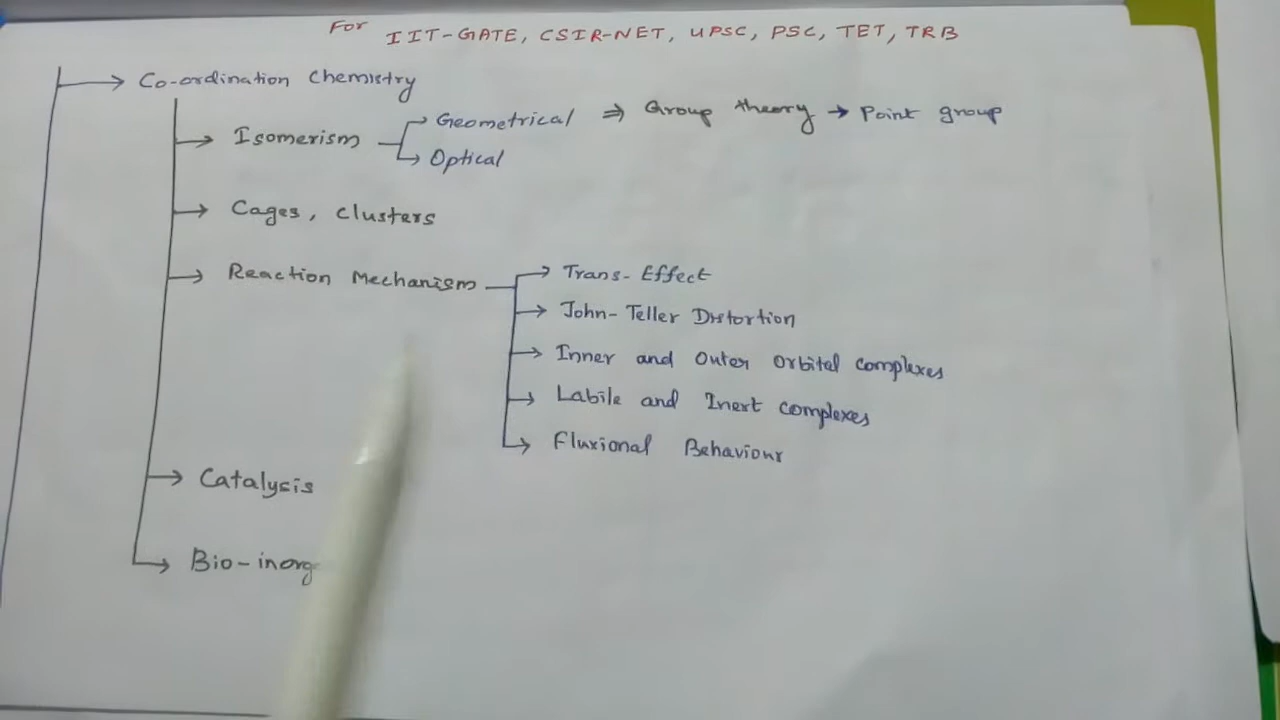 For IIT-GATE, CSIR-NET, UPSC, PSC, TET, TRB
Co-ordination Chemistry
Isomerism
Geometrical ⇒ Group theory → Point group
Optical
Cages, clusters
Reaction Mechanism
Trans-Effect
John-Teller Distortion
Inner and Outer Orbital complexes
Labile and Inert complexes
Fluxional Behaviour
Catalysis
Bio-inorg